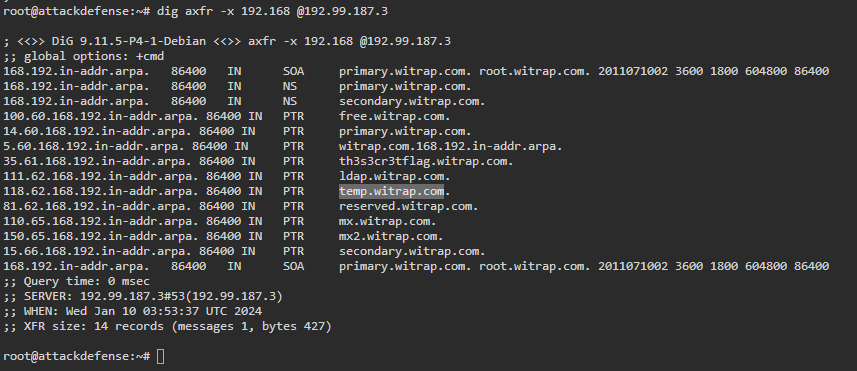 root@attackdefense:~# dig axfr -x 192.168 @192.99.187.3
; <<>> DiG 9.11.5-P4-1-Debian <<>> axfr -x 192.168 @192.99.187.3
;; global options: +cmd
168.192.in-addr.arpa. 86400 IN SOA primary.witrap.com. root.witrap.com. 2011071002 3600 1800 604800 86400
168.192.in-addr.arpa. 86400 IN NS primary.witrap.com.
168.192.in-addr.arpa. 86400 IN NS secondary.witrap.com.
100.60.168.192.in-addr.arpa. 86400 IN PTR free.witrap.com.
14.60.168.192.in-addr.arpa. 86400 IN PTR primary.witrap.com.
5.60.168.192.in-addr.arpa. 86400 IN PTR witrap.com.168.192.in-addr.arpa.
35.61.168.192.in-addr.arpa. 86400 IN PTR th3s3cr3tflag.witrap.com.
111.62.168.192.in-addr.arpa. 86400 IN PTR ldap.witrap.com.
118.62.168.192.in-addr.arpa. 86400 IN PTR temp.witrap.com.
81.62.168.192.in-addr.arpa. 86400 IN PTR reserved.witrap.com.
110.65.168.192.in-addr.arpa. 86400 IN PTR mx.witrap.com.
150.65.168.192.in-addr.arpa. 86400 IN PTR mx2.witrap.com.
15.66.168.192.in-addr.arpa. 86400 IN PTR secondary.witrap.com.
168.192.in-addr.arpa. 86400 IN SOA primary.witrap.com. root.witrap.com. 2011071002 3600 1800 604800 86400
;; Query time: 0 msec
;; SERVER: 192.99.187.3#53(192.99.187.3)
;; WHEN: Wed Jan 10 03:53:37 UTC 2024
;; XFR size: 14 records (messages 1, bytes 427)
root@attackdefense:~#